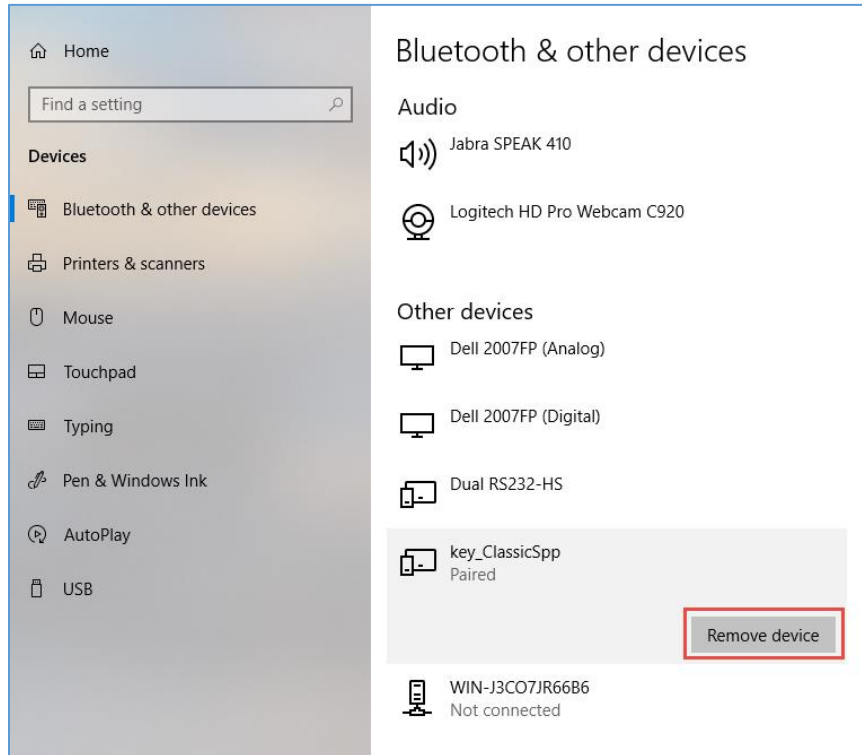 Home
Find a setting
Devices
Bluetooth & other devices
Printers & scanners
Mouse
Touchpad
Typing
Pen & Windows Ink
AutoPlay
USB
Bluetooth & other devices
Audio
Jabra SPEAK 410
Logitech HD Pro Webcam C920
Other devices
Dell 2007FP (Analog)
Dell 2007FP (Digital)
Dual RS232-HS
key_ClassicSpp
Paired
Remove device
WIN-J3CO7JR66B6
Not connected